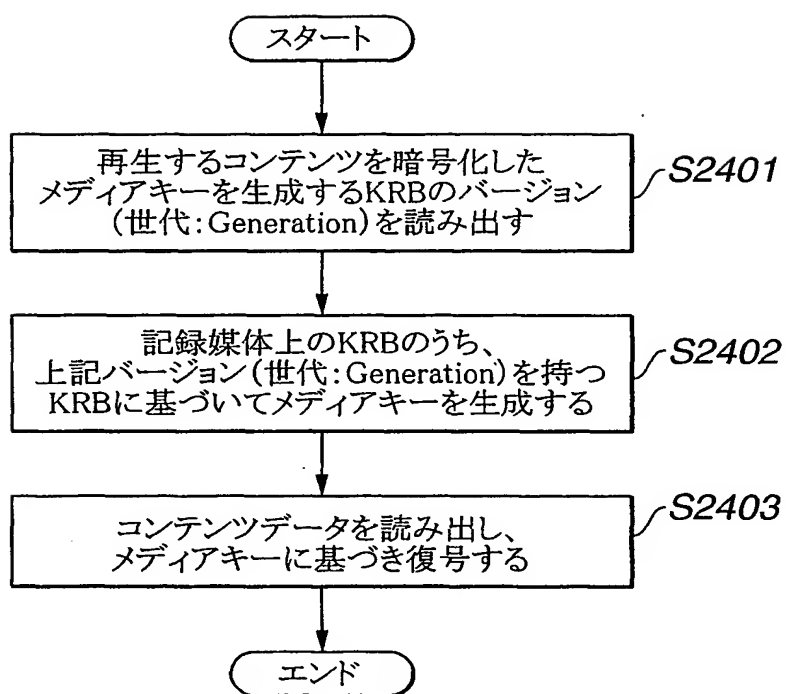 スタート
再生するコンテンツを暗号化した
メディアキーを生成するKRBのバージョン
(世代:Generation)を読み出す
S2401
記録媒体上のKRBのうち、
上記バージョン(世代:Generation)を持つ
KRBに基づいてメディアキーを生成する
S2402
コンテンツデータを読み出し、
メディアキーに基づき復号する
S2403
エンド